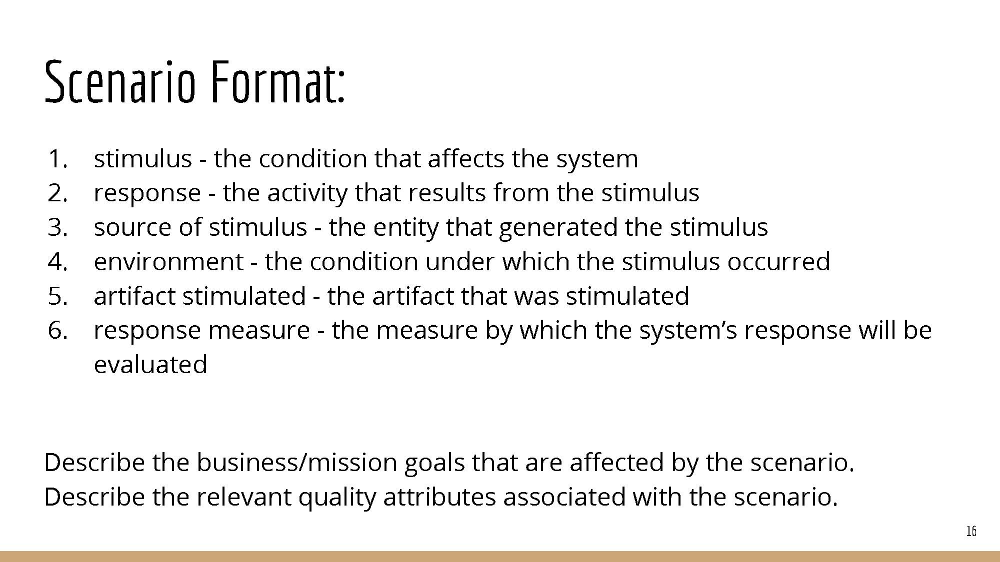 Scenario Format:
1. stimulus - the condition that affects the system
2. response - the activity that results from the stimulus
3. source of stimulus - the entity that generated the stimulus
4. environment - the condition under which the stimulus occurred
5. artifact stimulated - the artifact that was stimulated
6. response measure - the measure by which the system’s response will be
evaluated
Describe the business/mission goals that are affected by the scenario.
Describe the relevant quality attributes associated with the scenario.
16